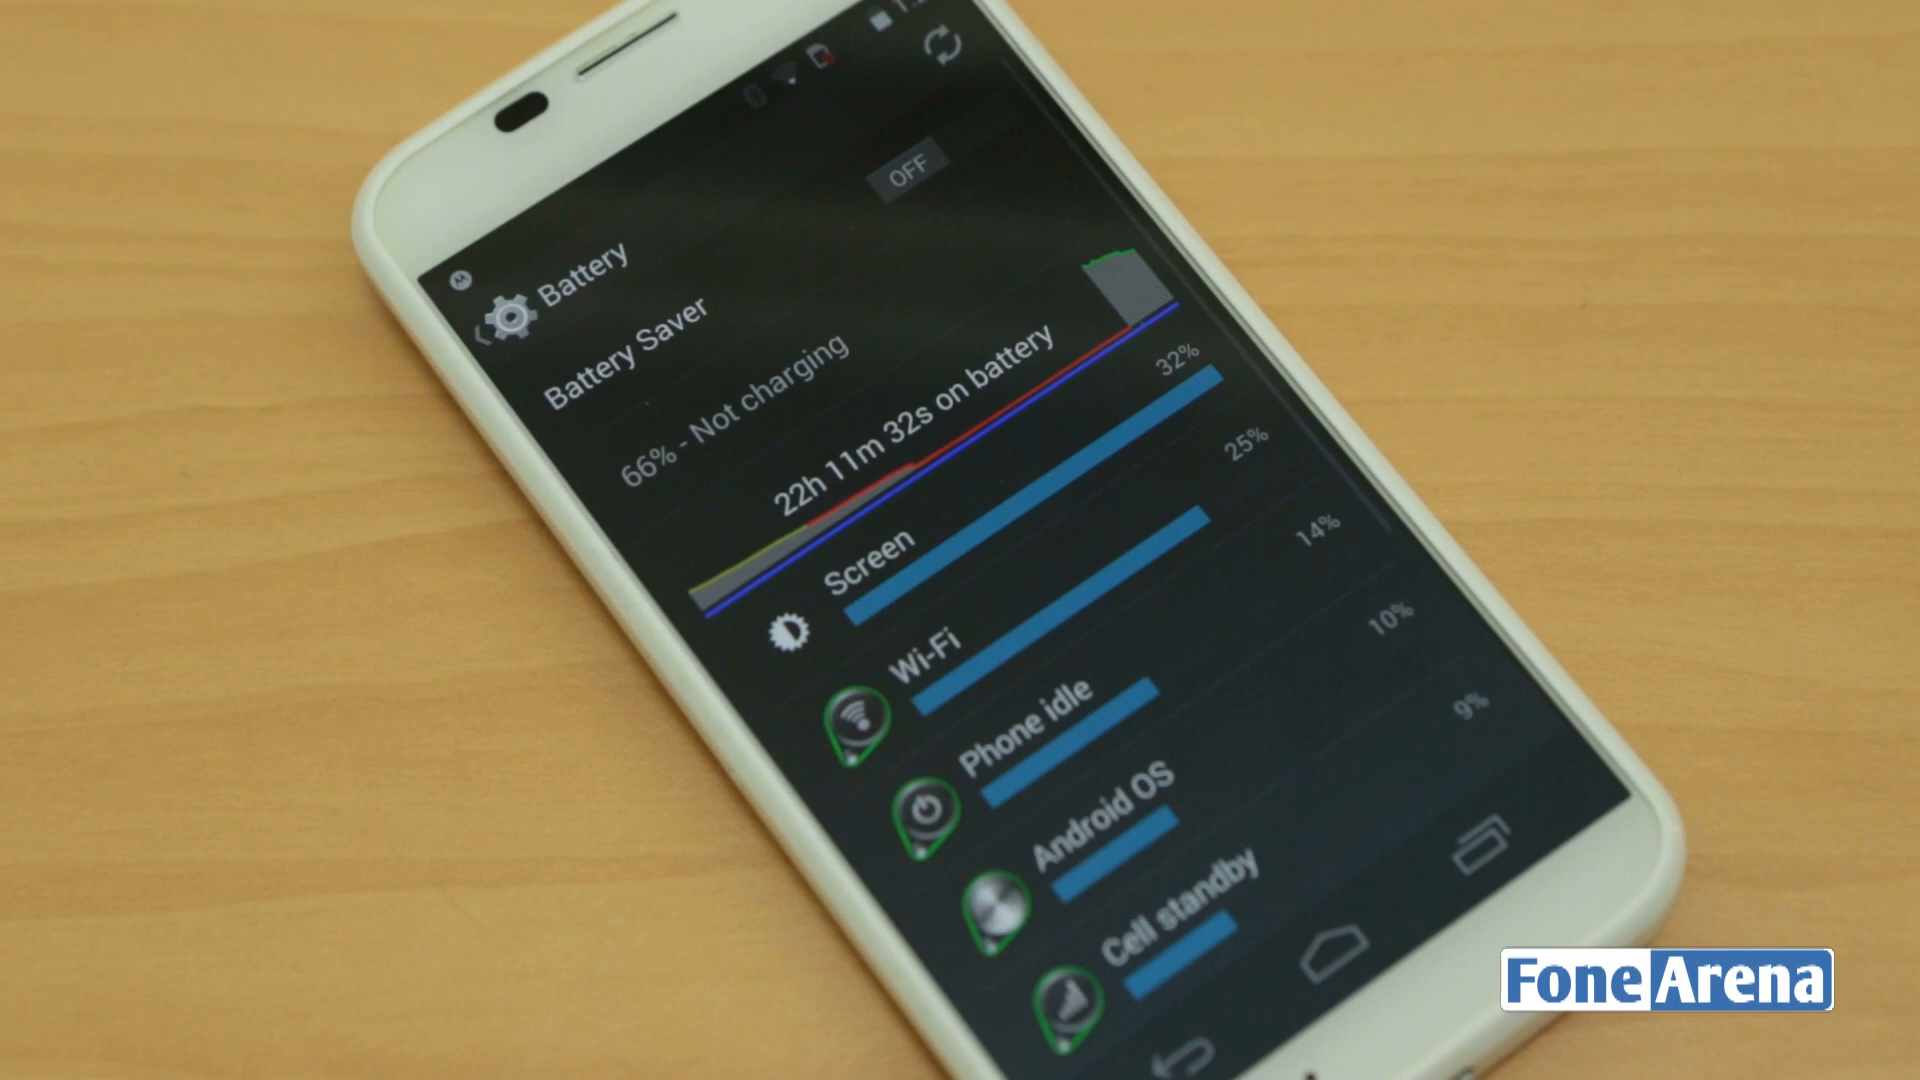 OFF
Battery
Battery Saver
66% - Not charging
22h 11m 32s on battery
Screen
32%
Wi-Fi
25%
Phone idle
14%
Android OS
10%
Cell standby
9%
FoneArena